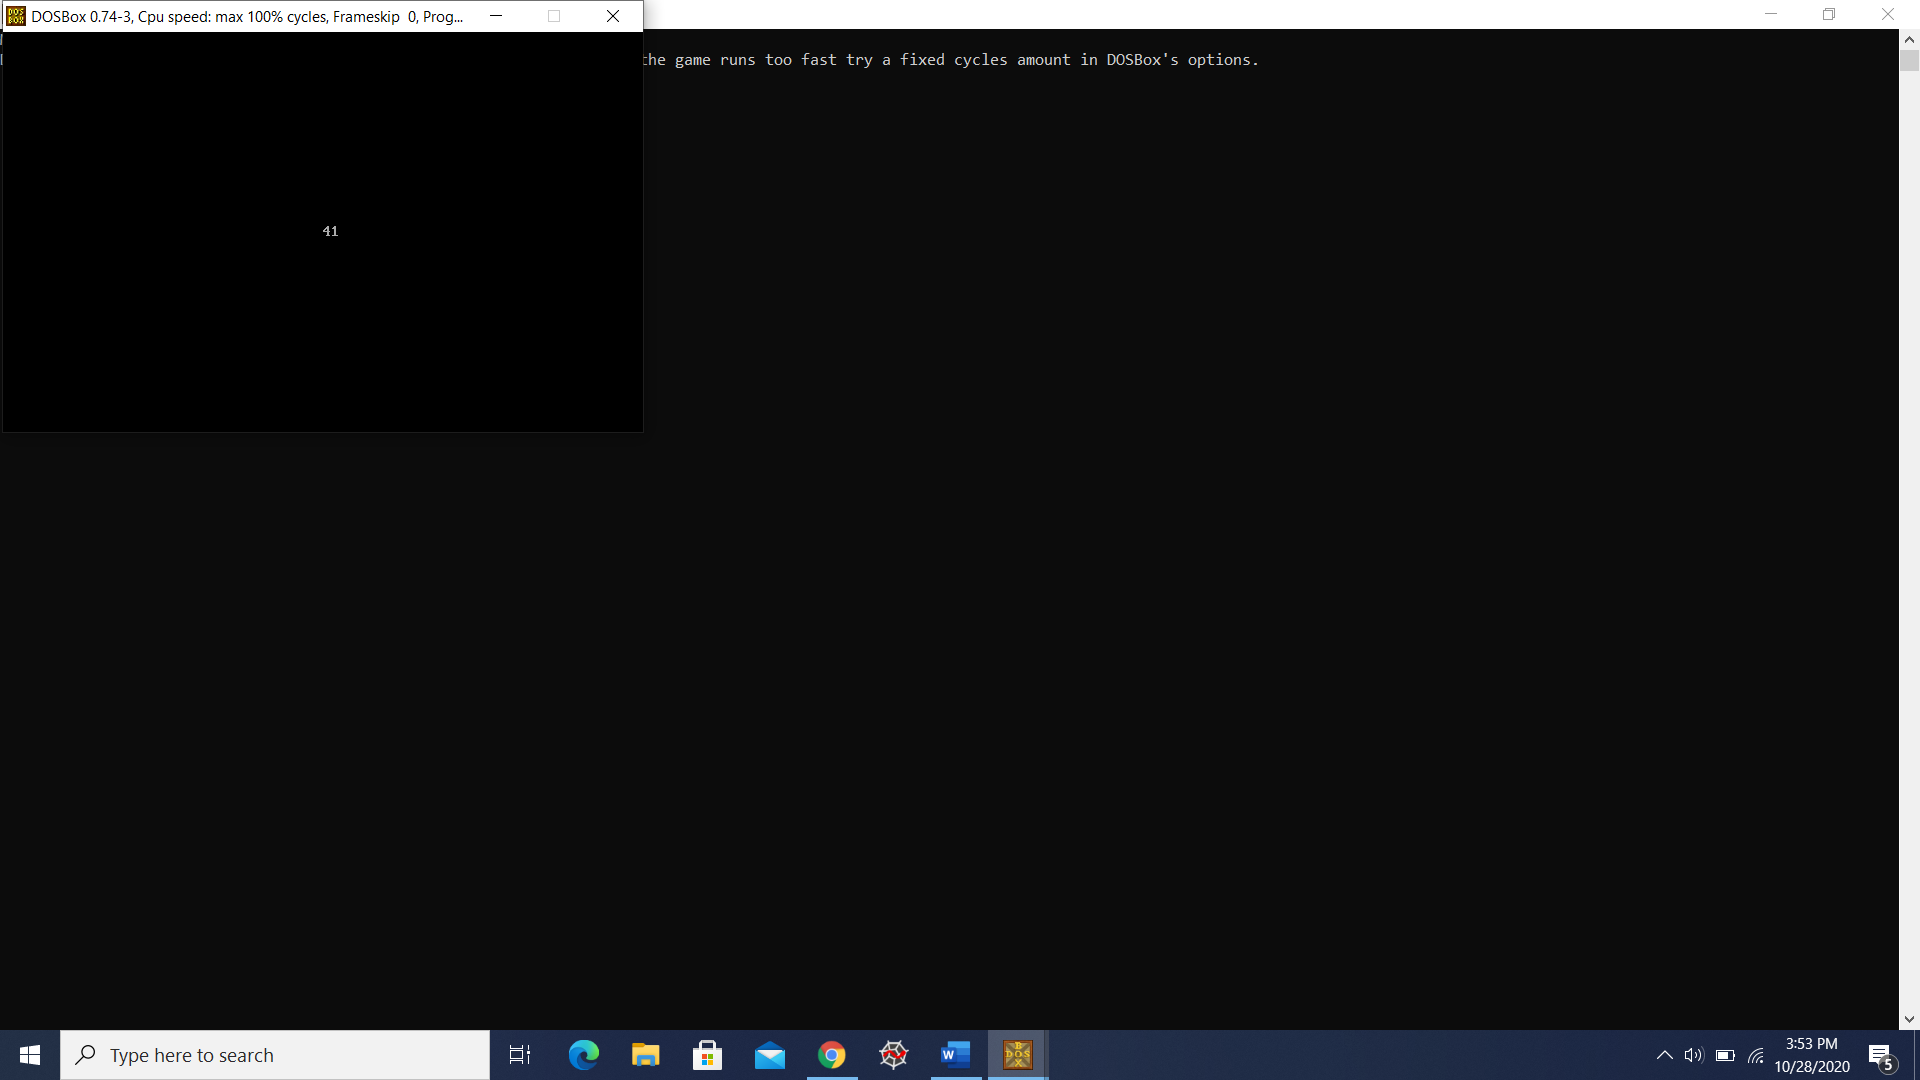 DOSBox 0.74-3, Cpu speed: max 100% cycles, Frameskip 0, Prog...
the game runs too fast try a fixed cycles amount in DOSBox's options.
41
Type here to search
3:53 PM
10/28/2020
5